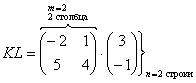 m=2
2 столбца
KL = (-2 1) · (3)
(5 4) (-1)
n=2 строки